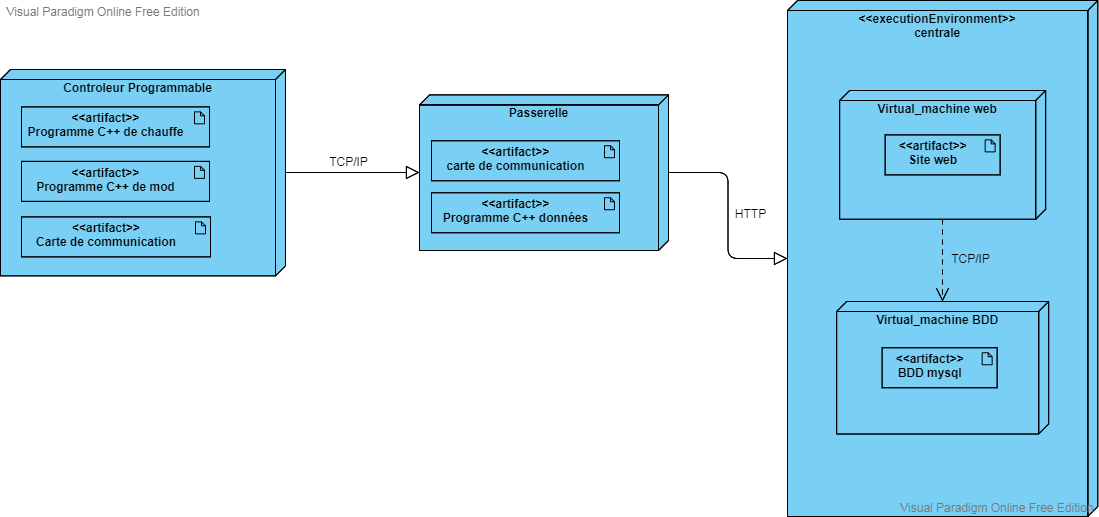 Visual Paradigm Online Free Edition
Controleur Programmable
<<artifact>>
Programme C++ de chauffe
<<artifact>>
Programme C++ de mod
<<artifact>>
Carte de communication
TCP/IP
Passerelle
<<artifact>>
carte de communication
<<artifact>>
Programme C++ données
HTTP
<<executionEnvironment>>
centrale
Virtual_machine web
<<artifact>>
Site web
TCP/IP
Virtual_machine BDD
<<artifact>>
BDD mysql
Visual Paradigm Online Free Edition